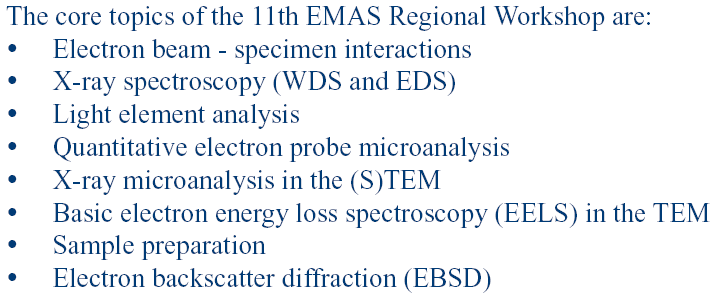 The core topics of the 11th EMAS Regional Workshop are:
• Electron beam - specimen interactions
• X-ray spectroscopy (WDS and EDS)
• Light element analysis
• Quantitative electron probe microanalysis
• X-ray microanalysis in the (S)TEM
• Basic electron energy loss spectroscopy (EELS) in the TEM
• Sample preparation
• Electron backscatter diffraction (EBSD)